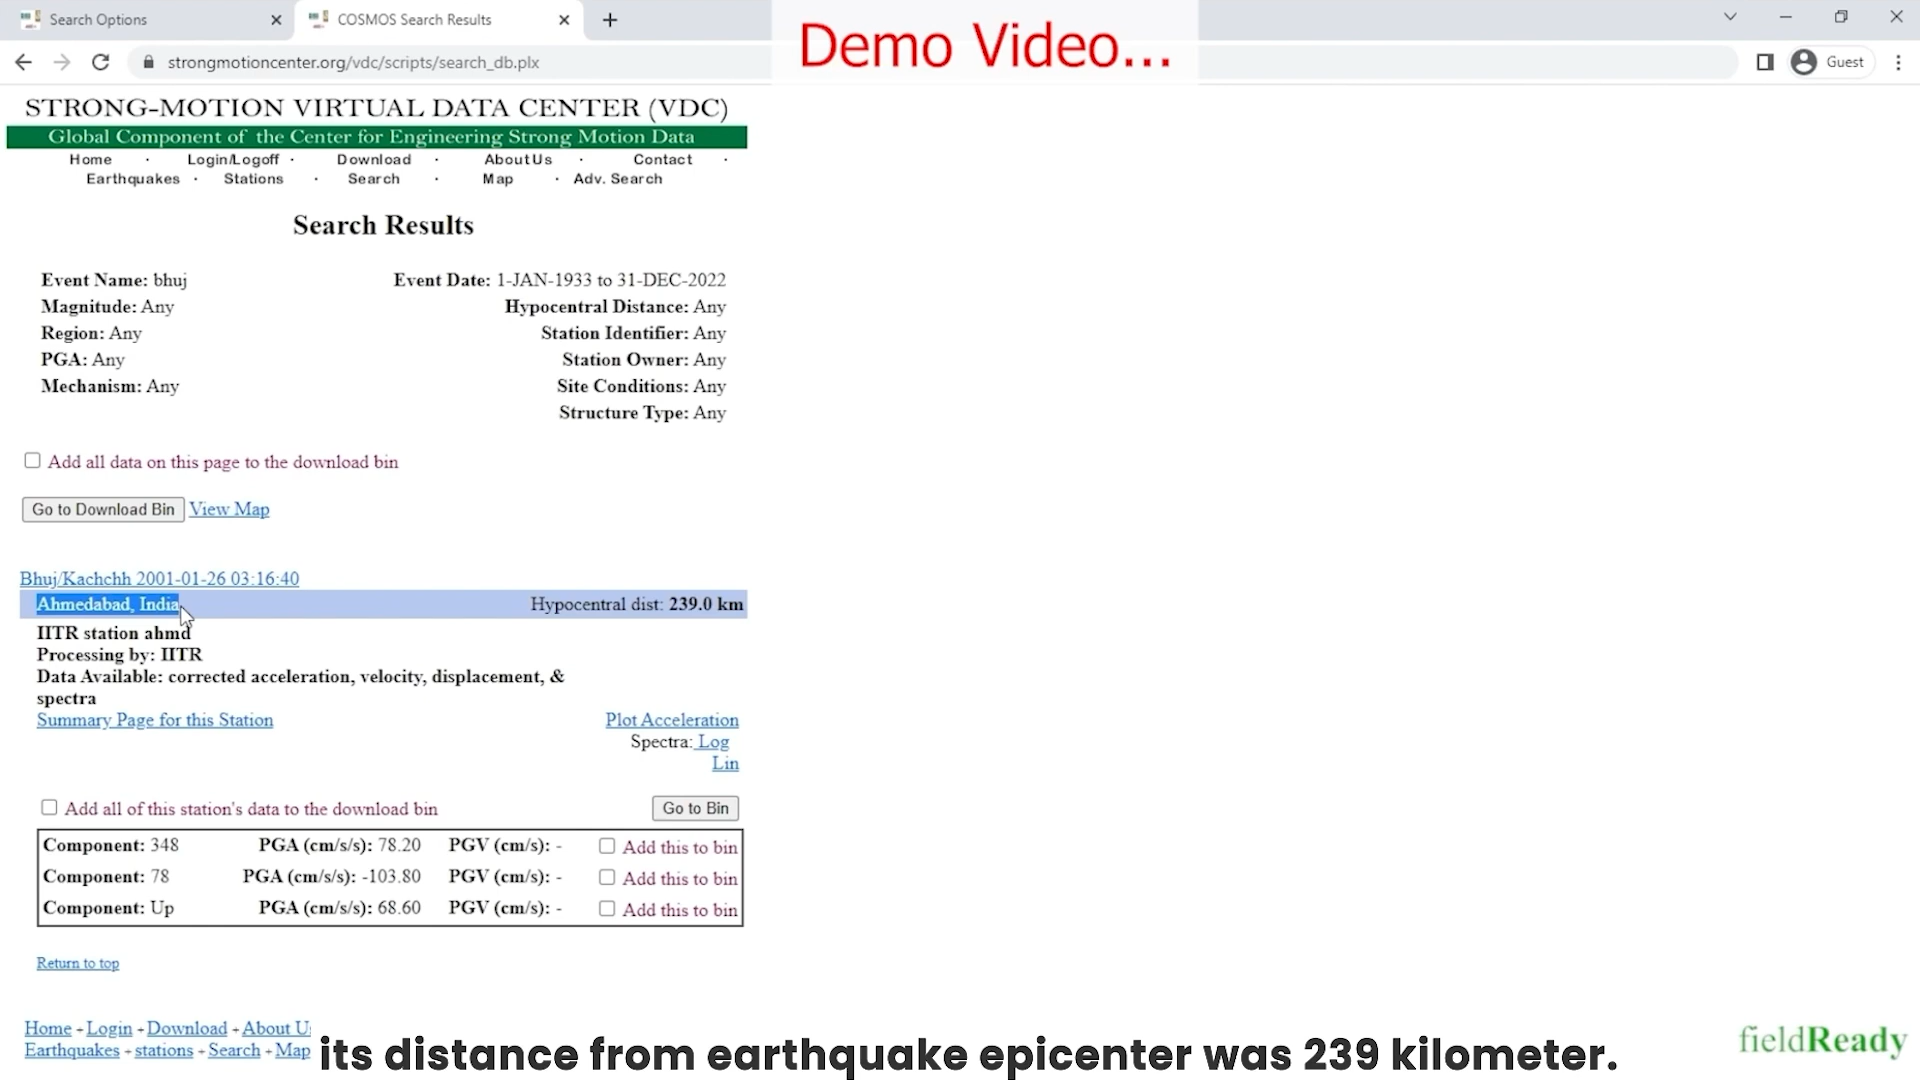 Search Options
COSMOS Search Results
Demo Video...
strongmotioncenter.org/vdc/scripts/search_db.plx
Guest
STRONG-MOTION VIRTUAL DATA CENTER (VDC)
Global Component of the Center for Engineering Strong Motion Data
Home · Login/Logoff · Download · About Us · Contact ·
Earthquakes · Stations · Search · Map · Adv. Search
Search Results
Event Name: bhuj Event Date: 1-JAN-1933 to 31-DEC-2022
Magnitude: Any Hypocentral Distance: Any
Region: Any Station Identifier: Any
PGA: Any Station Owner: Any
Mechanism: Any Site Conditions: Any
Structure Type: Any
Add all data on this page to the download bin
Go to Download Bin View Map
Bhuj/Kachchh 2001-01-26 03:16:40
Ahmedabad, India Hypocentral dist: 239.0 km
IITR station ahmd
Processing by: IITR
Data Available: corrected acceleration, velocity, displacement, &
spectra
Summary Page for this Station Plot Acceleration
Spectra: Log
Lin
Add all of this station's data to the download bin Go to Bin
Component: 348 PGA (cm/s/s): 78.20 PGV (cm/s): - Add this to bin
Component: 78 PGA (cm/s/s): -103.80 PGV (cm/s): - Add this to bin
Component: Up PGA (cm/s/s): 68.60 PGV (cm/s): - Add this to bin
Return to top
Home - Login - Download - About U
Earthquakes - stations - Search - Map
its distance from earthquake epicenter was 239 kilometer.
fieldReady